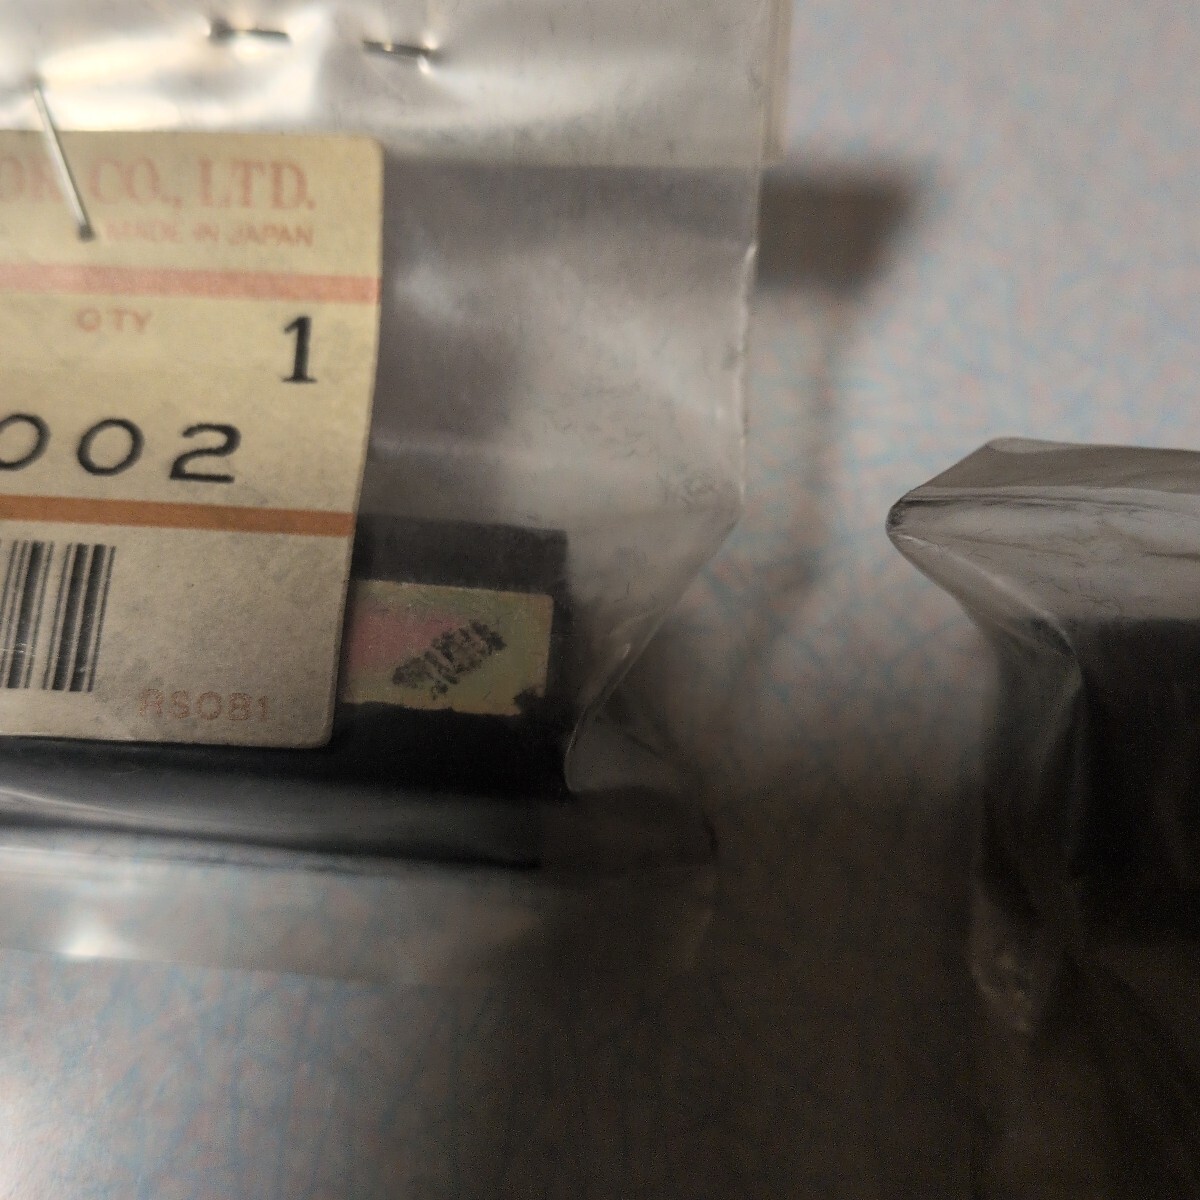 CO., LTD.
MADE IN JAPAN
QTY 1
002
RSOB1